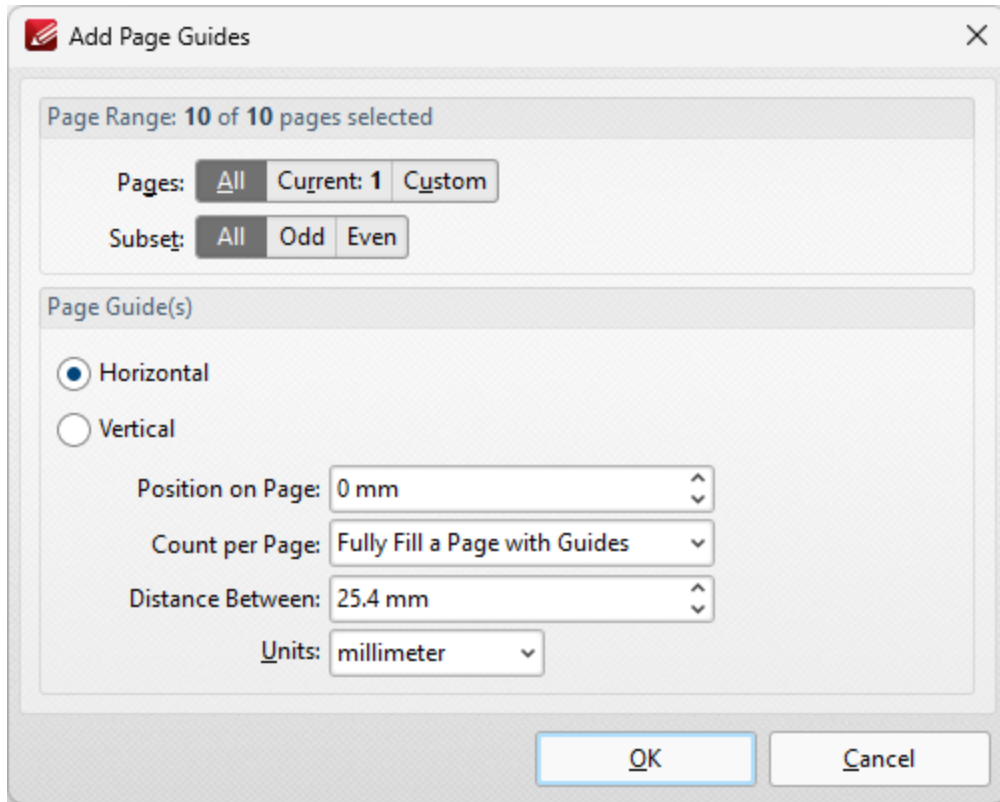 Add Page Guides
Page Range: 10 of 10 pages selected
Pages: All Current: 1 Custom
Subset: All Odd Even
Page Guide(s)
Horizontal
Vertical
Position on Page: 0 mm
Count per Page: Fully Fill a Page with Guides
Distance Between: 25.4 mm
Units: millimeter
OK Cancel